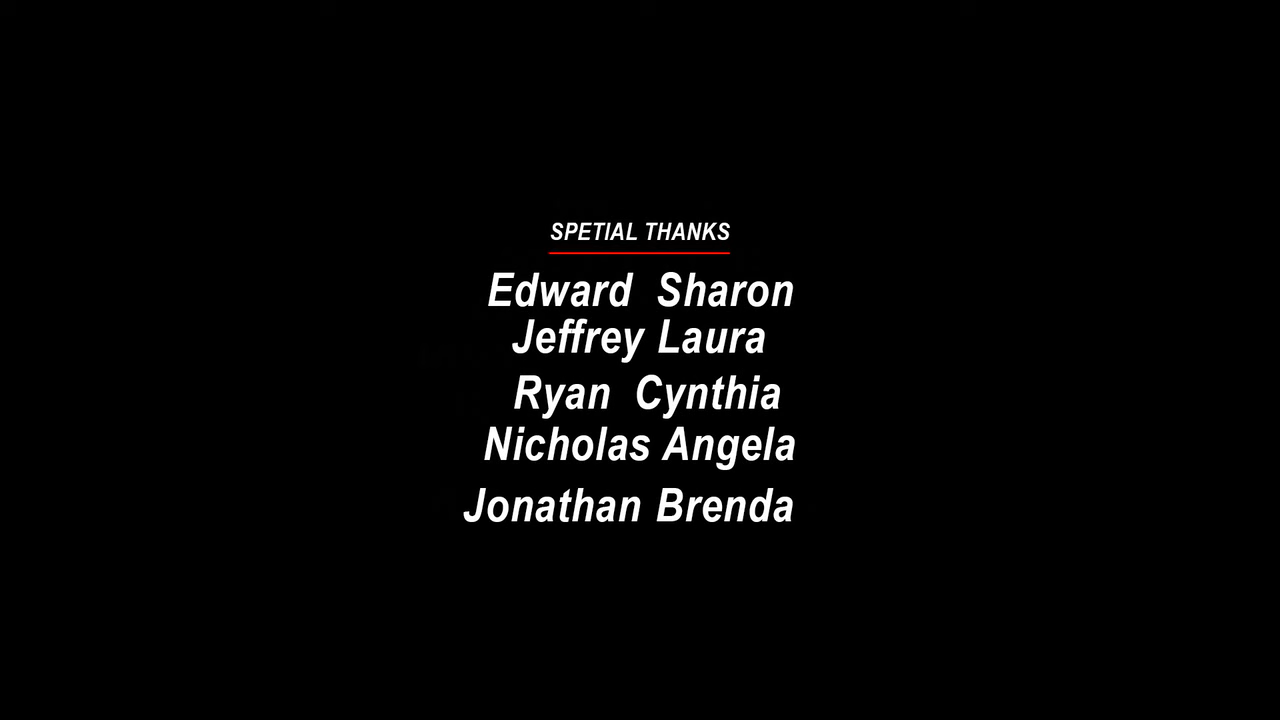 SPETIAL THANKS
Edward Sharon
Jeffrey Laura
Ryan Cynthia
Nicholas Angela
Jonathan Brenda